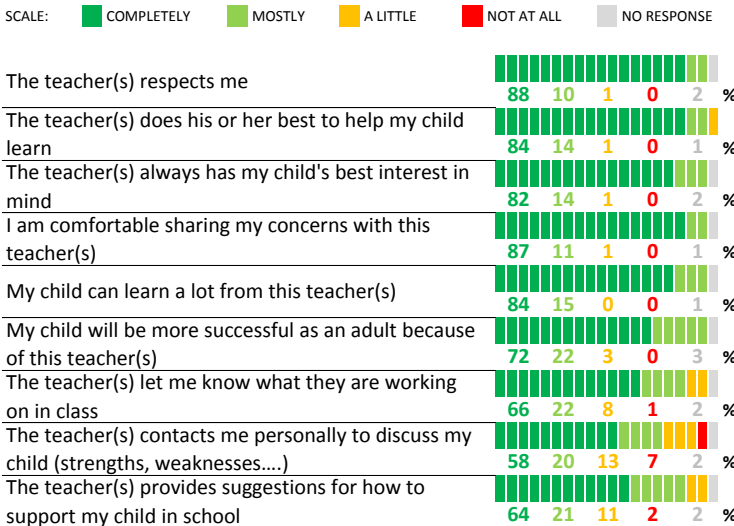 SCALE: COMPLETELY MOSTLY A LITTLE NOT AT ALL NO RESPONSE
The teacher(s) respects me
88 10 1 0 2 %
The teacher(s) does his or her best to help my child
learn
84 14 1 0 1 %
The teacher(s) always has my child's best interest in
mind
82 14 1 0 2 %
I am comfortable sharing my concerns with this
teacher(s)
87 11 1 0 1 %
My child can learn a lot from this teacher(s)
84 15 0 0 1 %
My child will be more successful as an adult because
of this teacher(s)
72 22 3 0 3 %
The teacher(s) let me know what they are working
on in class
66 22 8 1 2 %
The teacher(s) contacts me personally to discuss my
child (strengths, weaknesses....)
58 20 13 7 2 %
The teacher(s) provides suggestions for how to
support my child in school
64 21 11 2 2 %